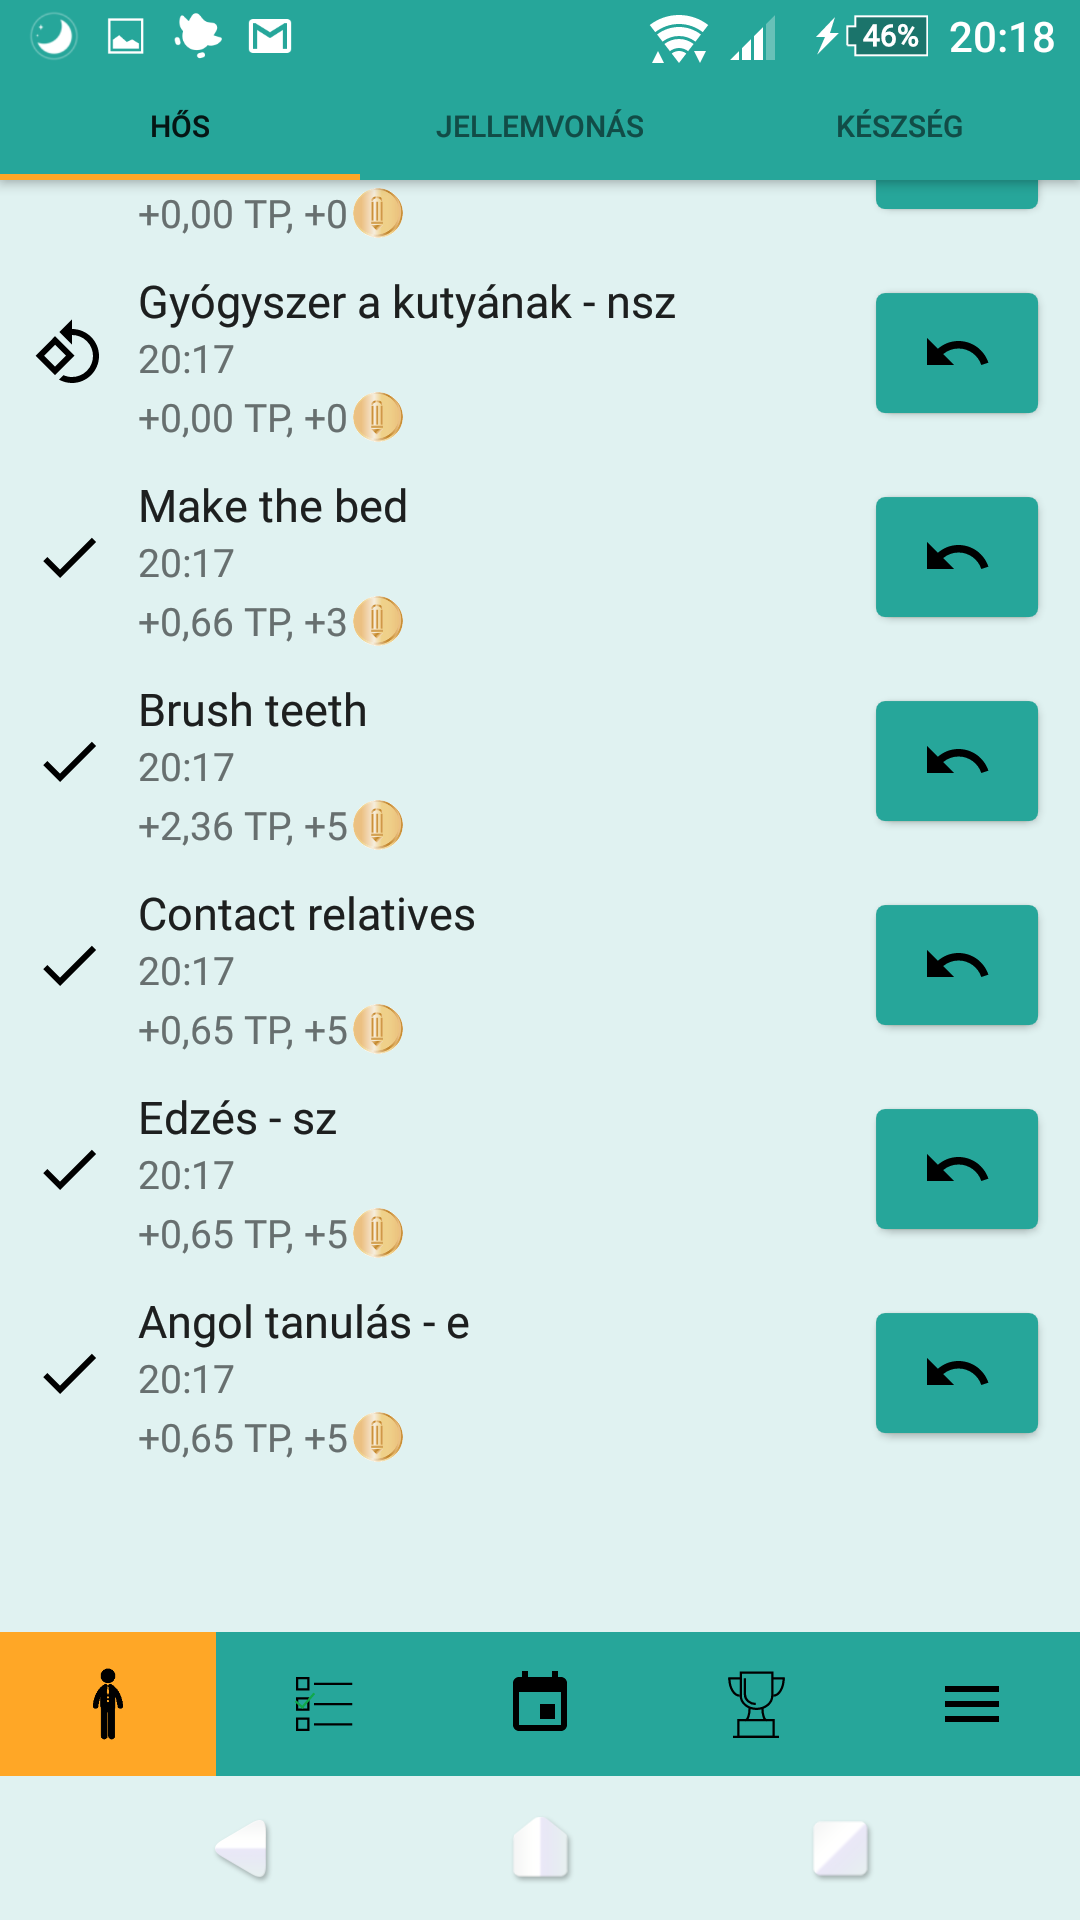 46% 20:18
HŐS JELLEMVONÁS KÉSZSÉG
+0,00 TP, +0
Gyógyszer a kutyának - nsz
20:17
+0,00 TP, +0
Make the bed
20:17
+0,66 TP, +3
Brush teeth
20:17
+2,36 TP, +5
Contact relatives
20:17
+0,65 TP, +5
Edzés - sz
20:17
+0,65 TP, +5
Angol tanulás - e
20:17
+0,65 TP, +5